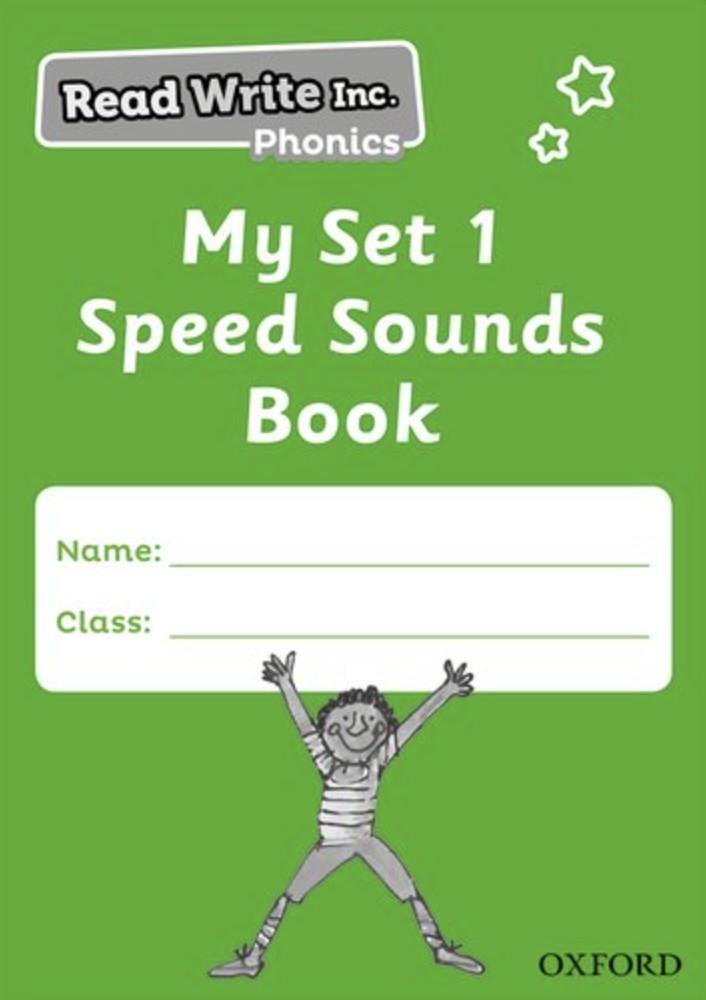 Read Write Inc.
Phonics
My Set 1
Speed Sounds
Book
Name:
Class:
OXFORD